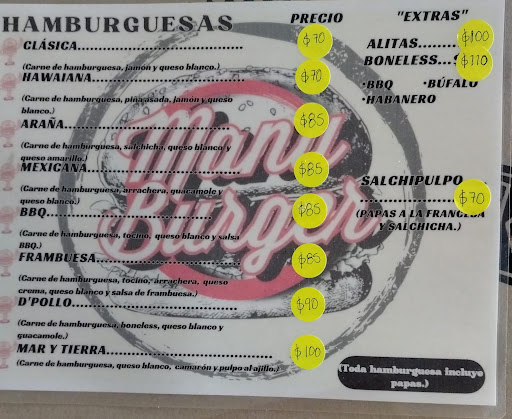 HAMBURGUESAS PRECIO
CLÁSICA........................................ $70
(Carne de hamburguesa, jamón y queso blanco.)
HAWAIANA..................................... $70
(Carne de hamburguesa, piña asada, jamón y queso
blanco.)
ARAÑA........................................ $85
(Carne de hamburguesa, salchicha, queso blanco y
queso amarillo.)
MEXICANA..................................... $85
(Carne de hamburguesa, arrachera, guacamole y
queso blanco.)
BBQ........................................ $85
(Carne de hamburguesa, tocino, queso blanco y salsa
BBQ.)
FRAMBUESA..................................... $85
(Carne de hamburguesa, tocino, arrachera, queso
crema, queso blanco y salsa de frambuesa.)
D'POLLO........................................ $90
(Carne de hamburguesa, boneless, queso blanco y
guacamole.)
MAR Y TIERRA..................................... $100
(Carne de hamburguesa, queso blanco, camarón y pulpo al ajillo.)
"EXTRAS"
ALITAS........ $100
BONELESS...$ $110
•BBQ •BÚFALO
•HABANERO
SALCHIPULPO
........................ $70
(PAPAS A LA FRANCESA
Y SALCHICHA.)
(Toda hamburguesa incluye
papas.)
Manu
Burger